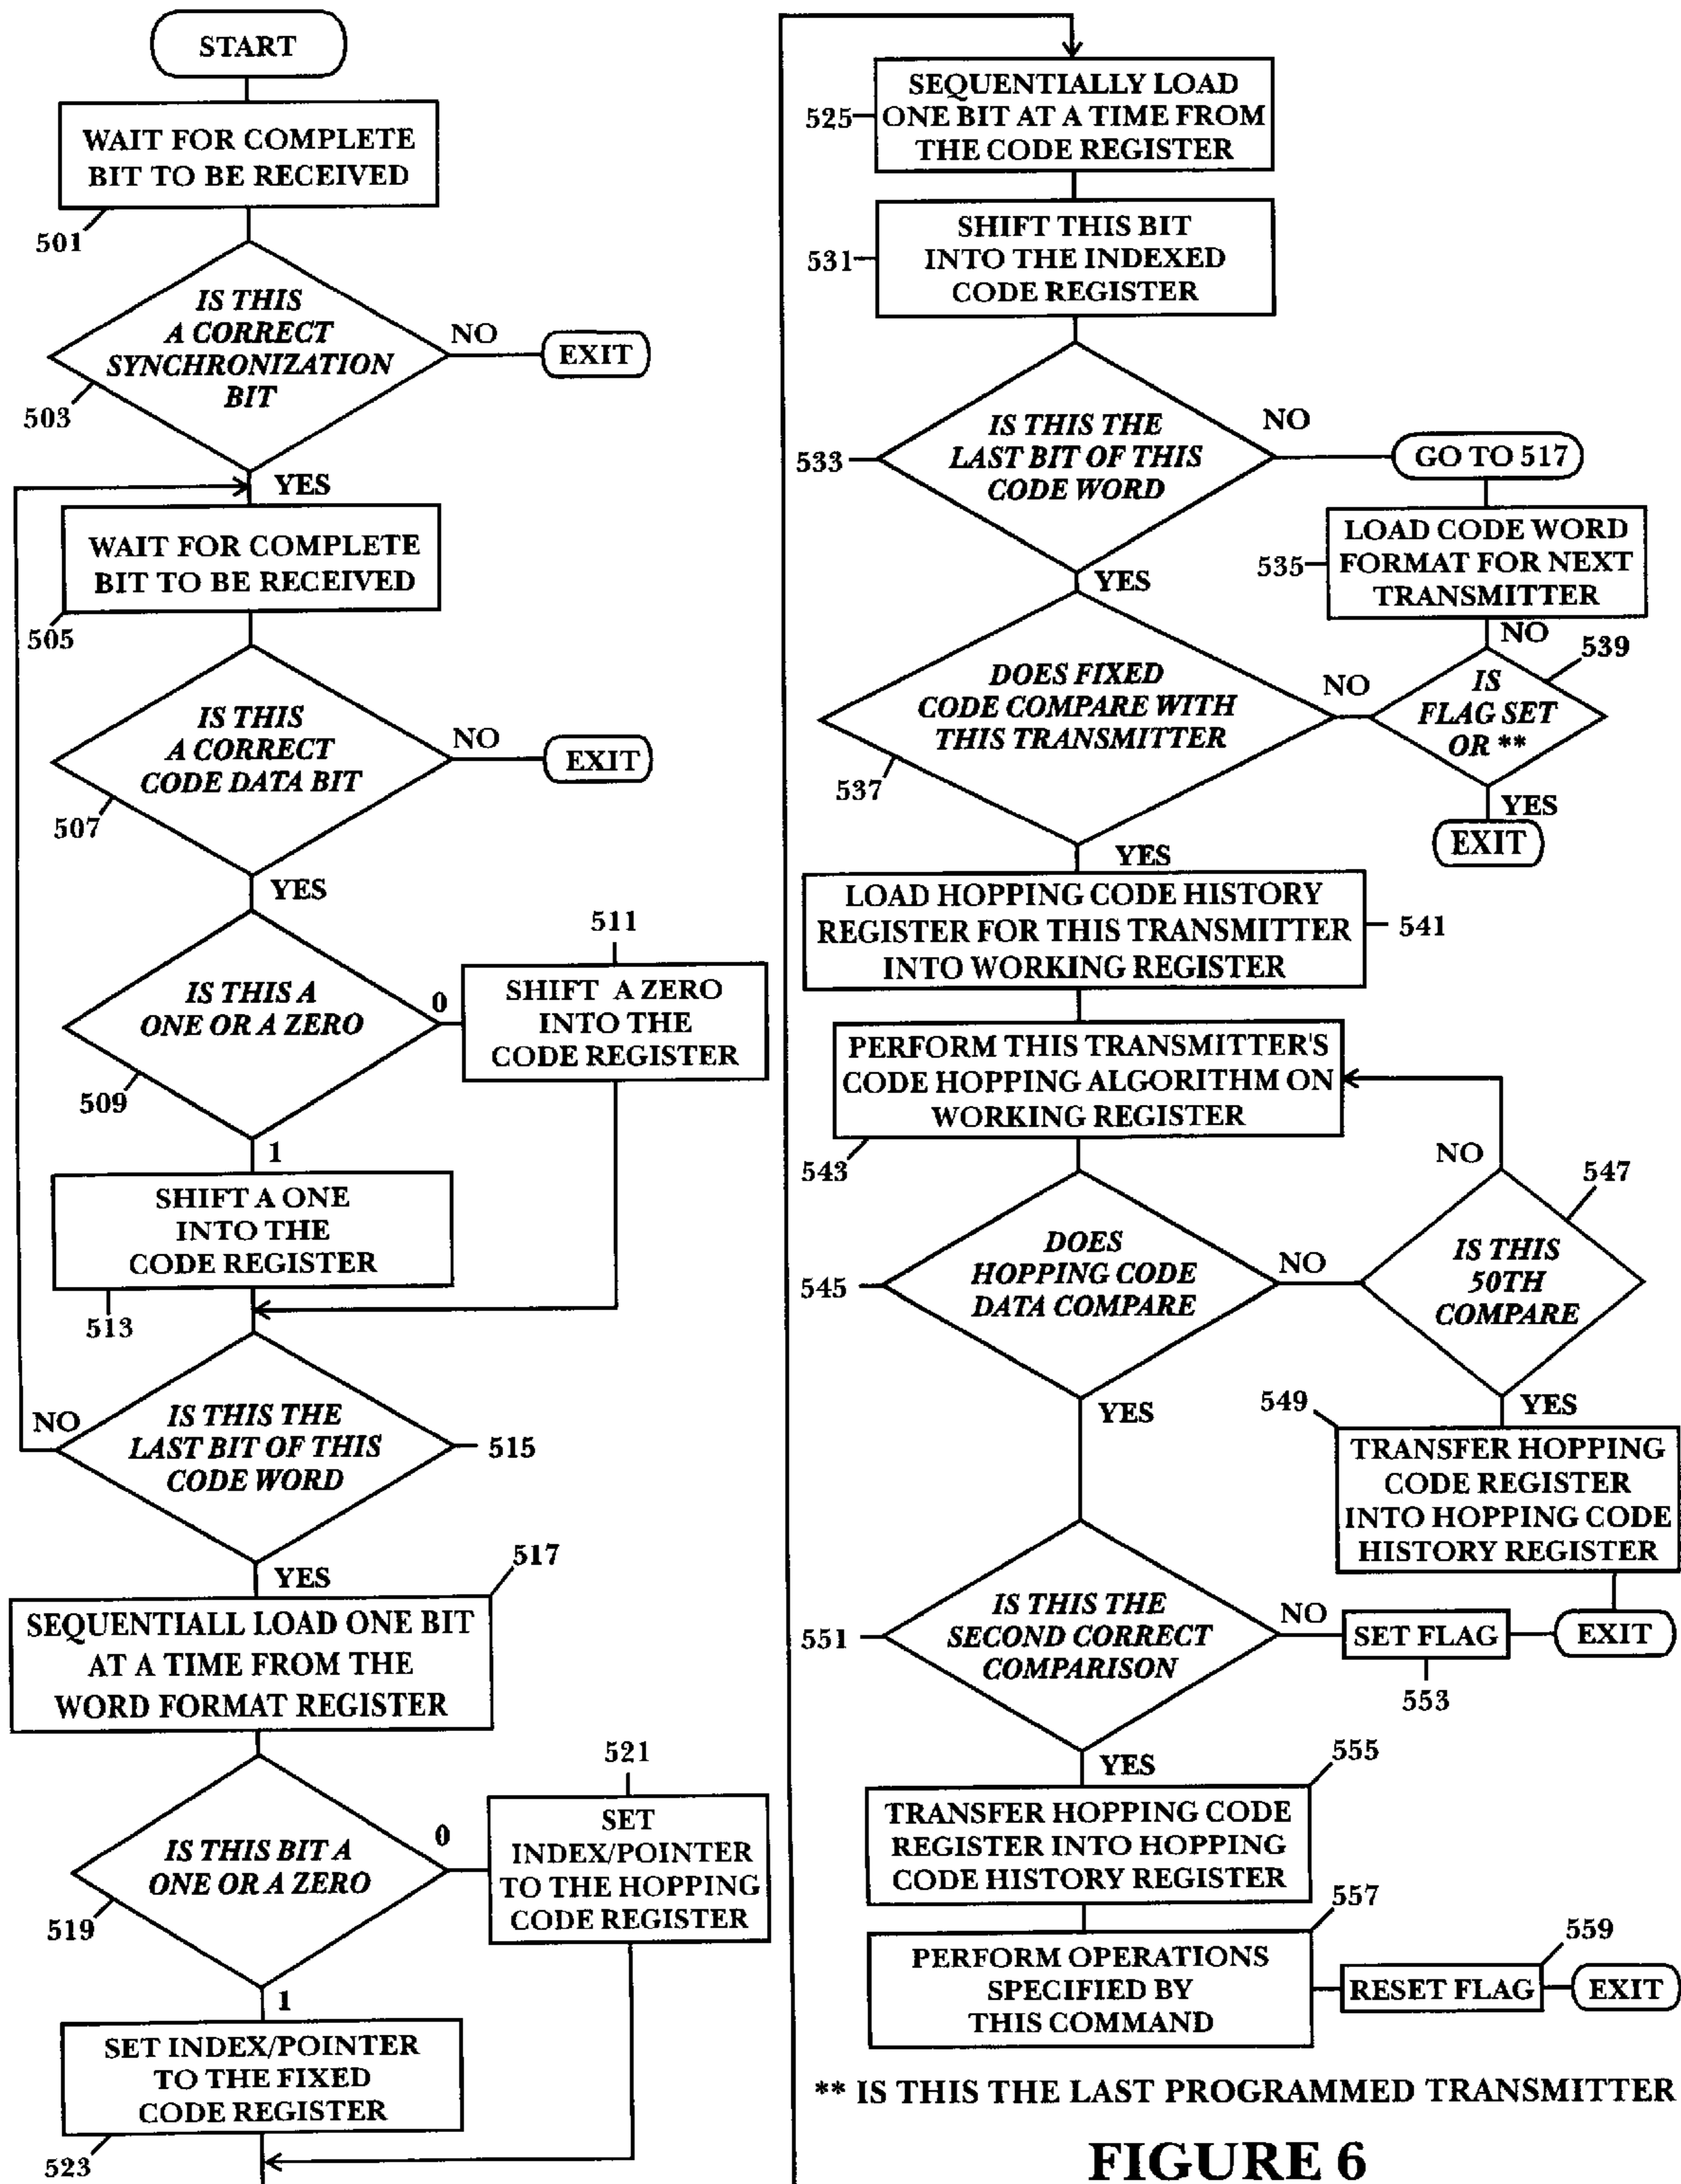 START
WAIT FOR COMPLETE
BIT TO BE RECEIVED
501
IS THIS
A CORRECT
SYNCHRONIZATION
BIT
NO
EXIT
503
YES
WAIT FOR COMPLETE
BIT TO BE RECEIVED
505
IS THIS
A CORRECT
CODE DATA BIT
NO
EXIT
507
YES
IS THIS A
ONE OR A ZERO
0
511
SHIFT A ZERO
INTO THE
CODE REGISTER
509
1
SHIFT A ONE
INTO THE
CODE REGISTER
513
NO
IS THIS THE
LAST BIT OF THIS
CODE WORD
515
YES
517
SEQUENTIALL LOAD ONE BIT
AT A TIME FROM THE
WORD FORMAT REGISTER
IS THIS BIT A
ONE OR A ZERO
0
521
SET
INDEX/POINTER
TO THE HOPPING
CODE REGISTER
519
1
SET INDEX/POINTER
TO THE FIXED
CODE REGISTER
523
SEQUENTIALLY LOAD
ONE BIT AT A TIME FROM
THE CODE REGISTER
525
SHIFT THIS BIT
INTO THE INDEXED
CODE REGISTER
531
IS THIS THE
LAST BIT OF THIS
CODE WORD
533
NO
GO TO 517
LOAD CODE WORD
FORMAT FOR NEXT
TRANSMITTER
535
YES
NO
539
DOES FIXED
CODE COMPARE WITH
THIS TRANSMITTER
NO
IS
FLAG SET
OR **
537
YES
EXIT
YES
LOAD HOPPING CODE HISTORY
REGISTER FOR THIS TRANSMITTER
INTO WORKING REGISTER
541
PERFORM THIS TRANSMITTER'S
CODE HOPPING ALGORITHM ON
WORKING REGISTER
543
NO
547
DOES
HOPPING CODE
DATA COMPARE
545
NO
IS THIS
50TH
COMPARE
YES
549
YES
TRANSFER HOPPING
CODE REGISTER
INTO HOPPING CODE
HISTORY REGISTER
IS THIS THE
SECOND CORRECT
COMPARISON
551
NO
SET FLAG
EXIT
553
YES
555
TRANSFER HOPPING CODE
REGISTER INTO HOPPING
CODE HISTORY REGISTER
557
PERFORM OPERATIONS
SPECIFIED BY
THIS COMMAND
559
RESET FLAG
EXIT
** IS THIS THE LAST PROGRAMMED TRANSMITTER
FIGURE 6